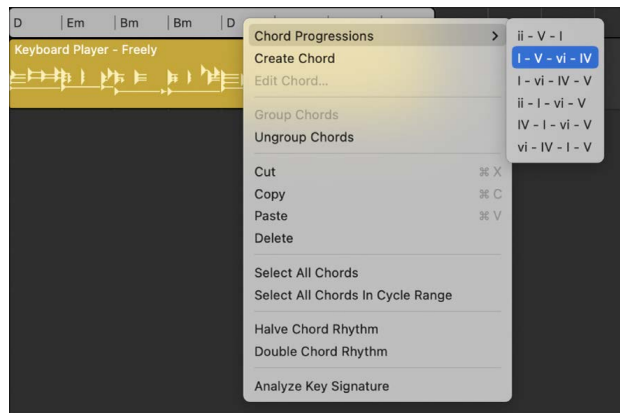 D | Em | Bm | Bm | D
Keyboard Player - Freely
Chord Progressions >
Create Chord
Edit Chord...
Group Chords
Ungroup Chords
Cut ⌘ X
Copy ⌘ C
Paste ⌘ V
Delete
Select All Chords
Select All Chords In Cycle Range
Halve Chord Rhythm
Double Chord Rhythm
Analyze Key Signature
ii - V - I
I - V - vi - IV
I - vi - IV - V
ii - I - vi - V
IV - I - vi - V
vi - IV - I - V